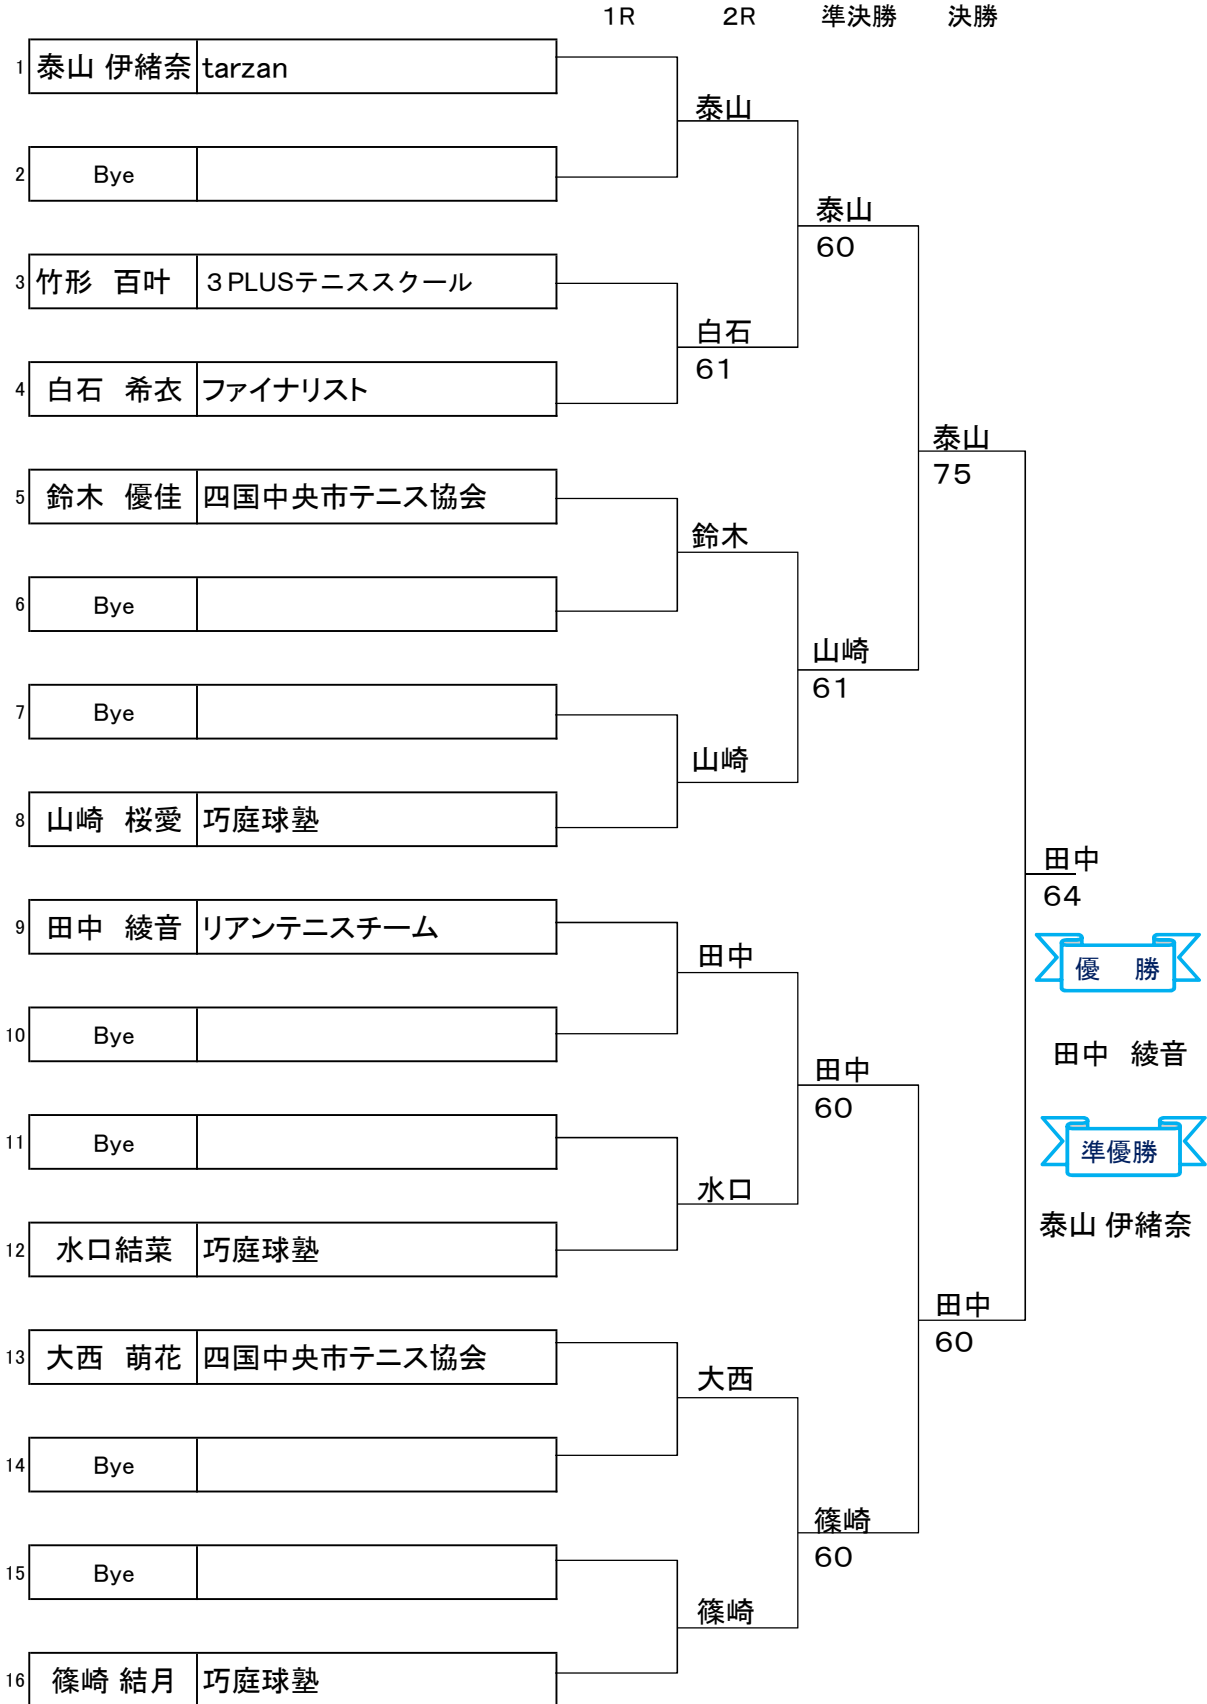 1R 2R 準決勝 決勝
1 泰山 伊緒奈 tarzan
泰山
2 Bye
泰山
60
3 竹形 百叶 3 PLUSテニススクール
白石
61
4 白石 希衣 ファイナリスト
泰山
75
5 鈴木 優佳 四国中央市テニス協会
鈴木
6 Bye
山崎
61
7 Bye
山崎
8 山崎 桜愛 巧庭球塾
田中
64
9 田中 綾音 リアンテニスチーム
田中
優 勝
10 Bye
田中 綾音
田中
60
11 Bye
準優勝
水口
泰山 伊緒奈
12 水口結菜 巧庭球塾
田中
60
13 大西 萌花 四国中央市テニス協会
大西
14 Bye
篠崎
60
15 Bye
篠崎
16 篠崎 結月 巧庭球塾